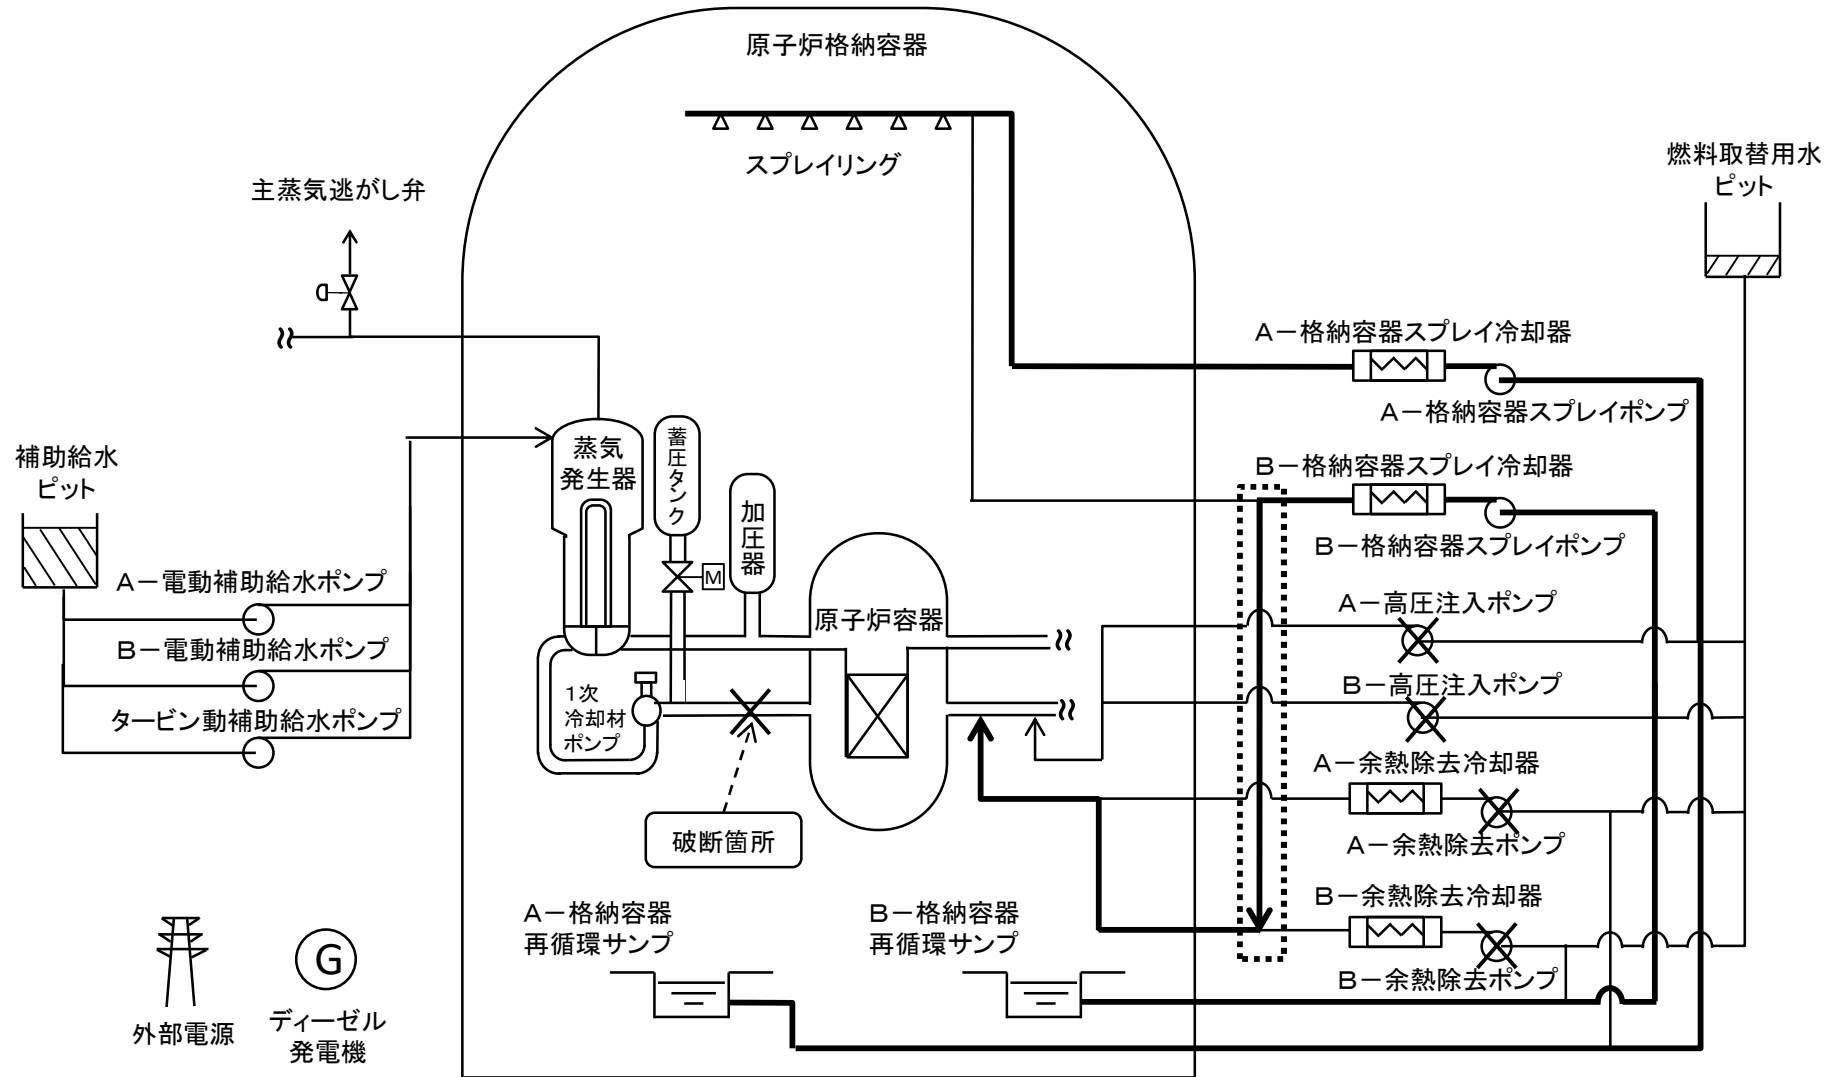 原子炉格納容器
スプレイリング
主蒸気逃がし弁
燃料取替用水
ピット
A－格納容器スプレイ冷却器
A－格納容器スプレイポンプ
補助給水
ピット
蒸気
発生器
蓄圧タンク
加圧器
M
B－格納容器スプレイ冷却器
B－格納容器スプレイポンプ
A－電動補助給水ポンプ
B－電動補助給水ポンプ
タービン動補助給水ポンプ
原子炉容器
1次
冷却材
ポンプ
A－高圧注入ポンプ
B－高圧注入ポンプ
A－余熱除去冷却器
A－余熱除去ポンプ
破断箇所
B－余熱除去冷却器
B－余熱除去ポンプ
A－格納容器
再循環サンプ
B－格納容器
再循環サンプ
外部電源
G
ディーゼル
発電機